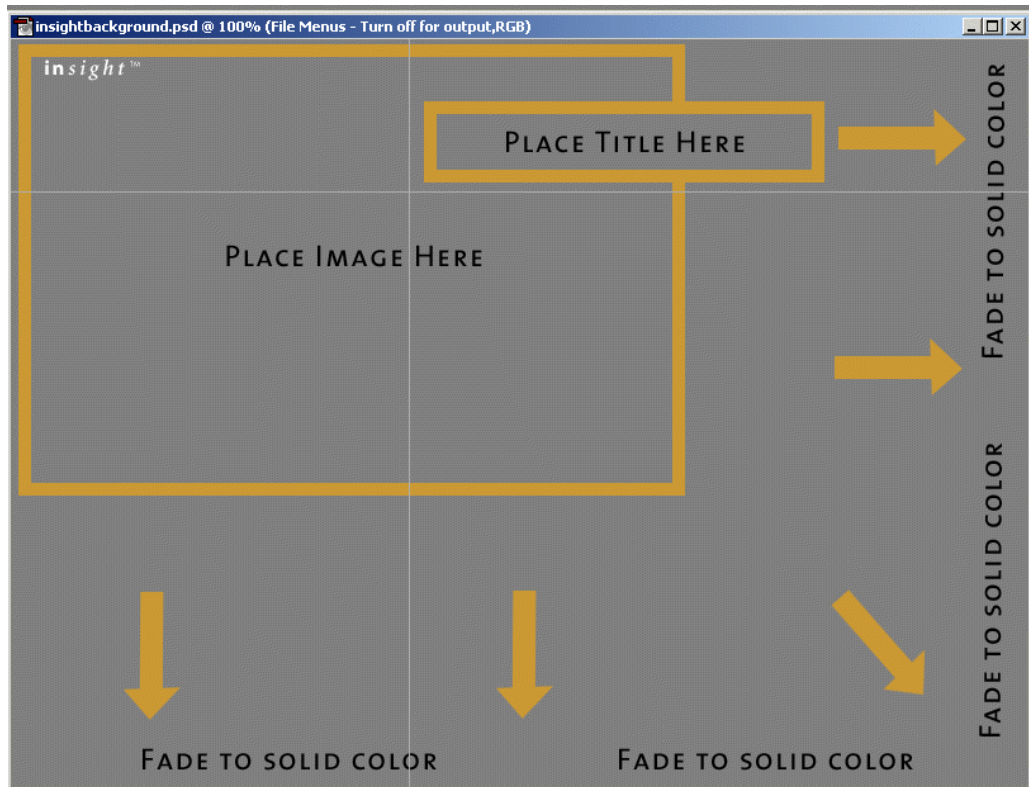 insightbackground.psd @ 100% (File Menus - Turn off for output,RGB)
insight™
PLACE TITLE HERE
PLACE IMAGE HERE
FADE TO SOLID COLOR
FADE TO SOLID COLOR
FADE TO SOLID COLOR
FADE TO SOLID COLOR